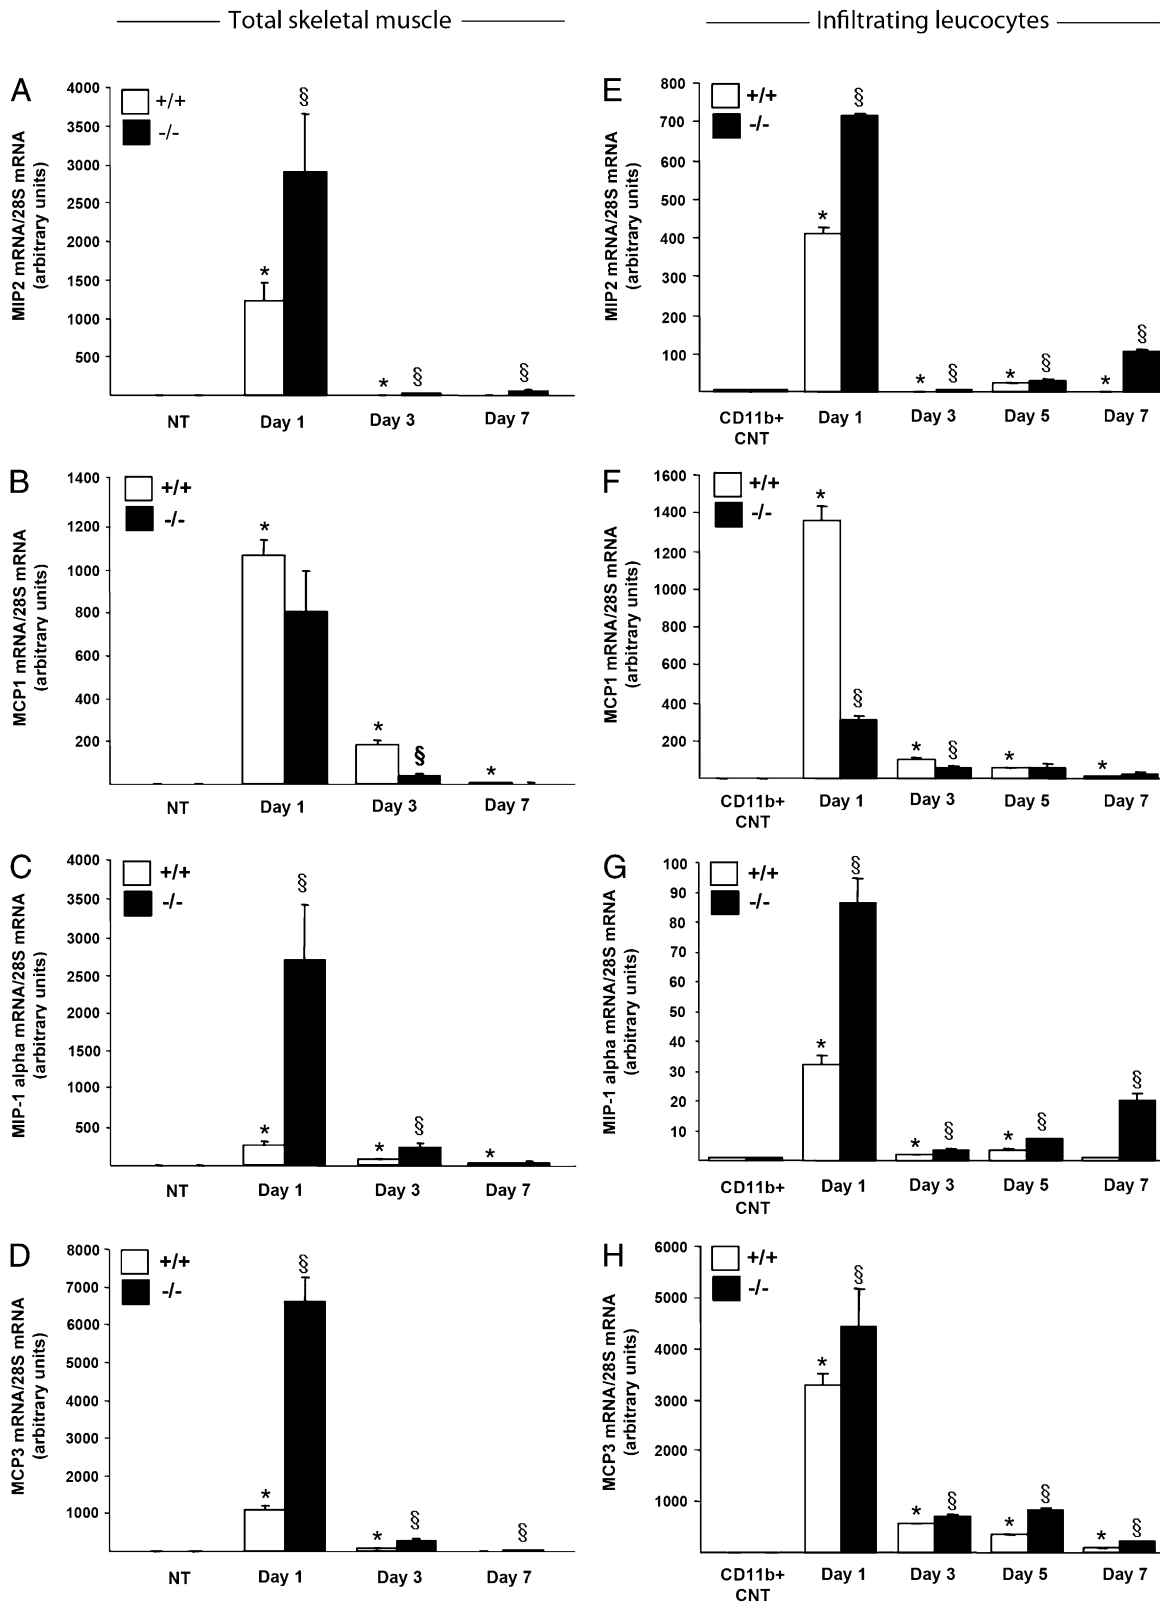 Total skeletal muscle
Infiltrating leucocytes
A
MIP2 mRNA/28S mRNA
(arbitrary units)
4000
3500
3000
2500
2000
1500
1000
500
+/+
-/-
*
§
*
§
§
NT
Day 1
Day 3
Day 7
E
MIP2 mRNA/28S mRNA
(arbitrary units)
800
700
600
500
400
300
200
100
+/+
-/-
*
§
*
§
*
§
*
§
CD11b+
CNT
Day 1
Day 3
Day 5
Day 7
B
MCP1 mRNA/28S mRNA
(arbitrary units)
1400
1200
1000
800
600
400
200
+/+
-/-
*
*
§
*
NT
Day 1
Day 3
Day 7
F
MCP1 mRNA/28S mRNA
(arbitrary units)
1600
1400
1200
1000
800
600
400
200
+/+
-/-
*
§
*
§
*
*
CD11b+
CNT
Day 1
Day 3
Day 5
Day 7
C
MIP-1 alpha mRNA/28S mRNA
(arbitrary units)
4000
3500
3000
2500
2000
1500
1000
500
+/+
-/-
*
§
*
§
*
NT
Day 1
Day 3
Day 7
G
MIP-1 alpha mRNA/28S mRNA
(arbitrary units)
100
90
80
70
60
50
40
30
20
10
+/+
-/-
*
§
*
§
*
§
§
CD11b+
CNT
Day 1
Day 3
Day 5
Day 7
D
MCP3 mRNA/28S mRNA
(arbitrary units)
8000
7000
6000
5000
4000
3000
2000
1000
+/+
-/-
*
§
*
§
§
NT
Day 1
Day 3
Day 7
H
MCP3 mRNA/28S mRNA
(arbitrary units)
6000
5000
4000
3000
2000
1000
+/+
-/-
*
§
*
§
*
§
*
§
CD11b+
CNT
Day 1
Day 3
Day 5
Day 7